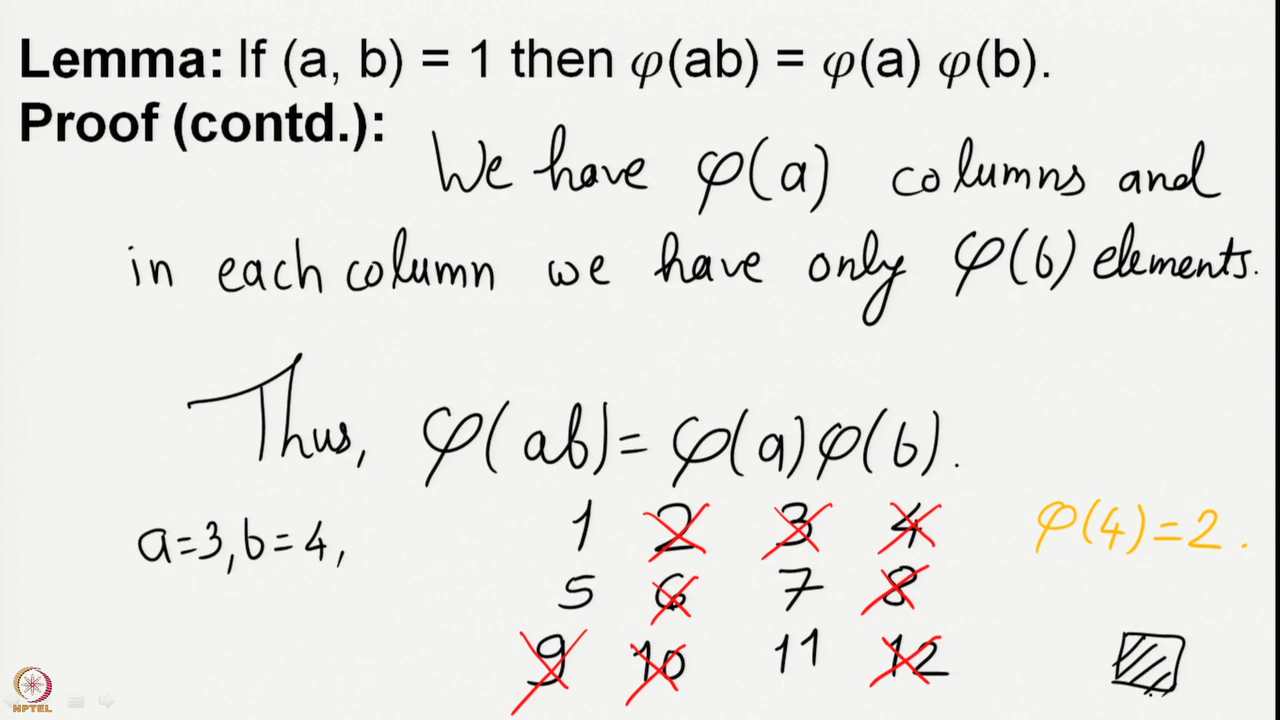 Lemma: If (a, b) = 1 then φ(ab) = φ(a) φ(b).
Proof (contd.):
We have φ(a) columns and
in each column we have only φ(b) elements.
Thus, φ(ab)= φ(a)φ(b).
a=3, b=4,
1 2 3 4
5 6 7 8
9 10 11 12
φ(4)=2.
NPTEL